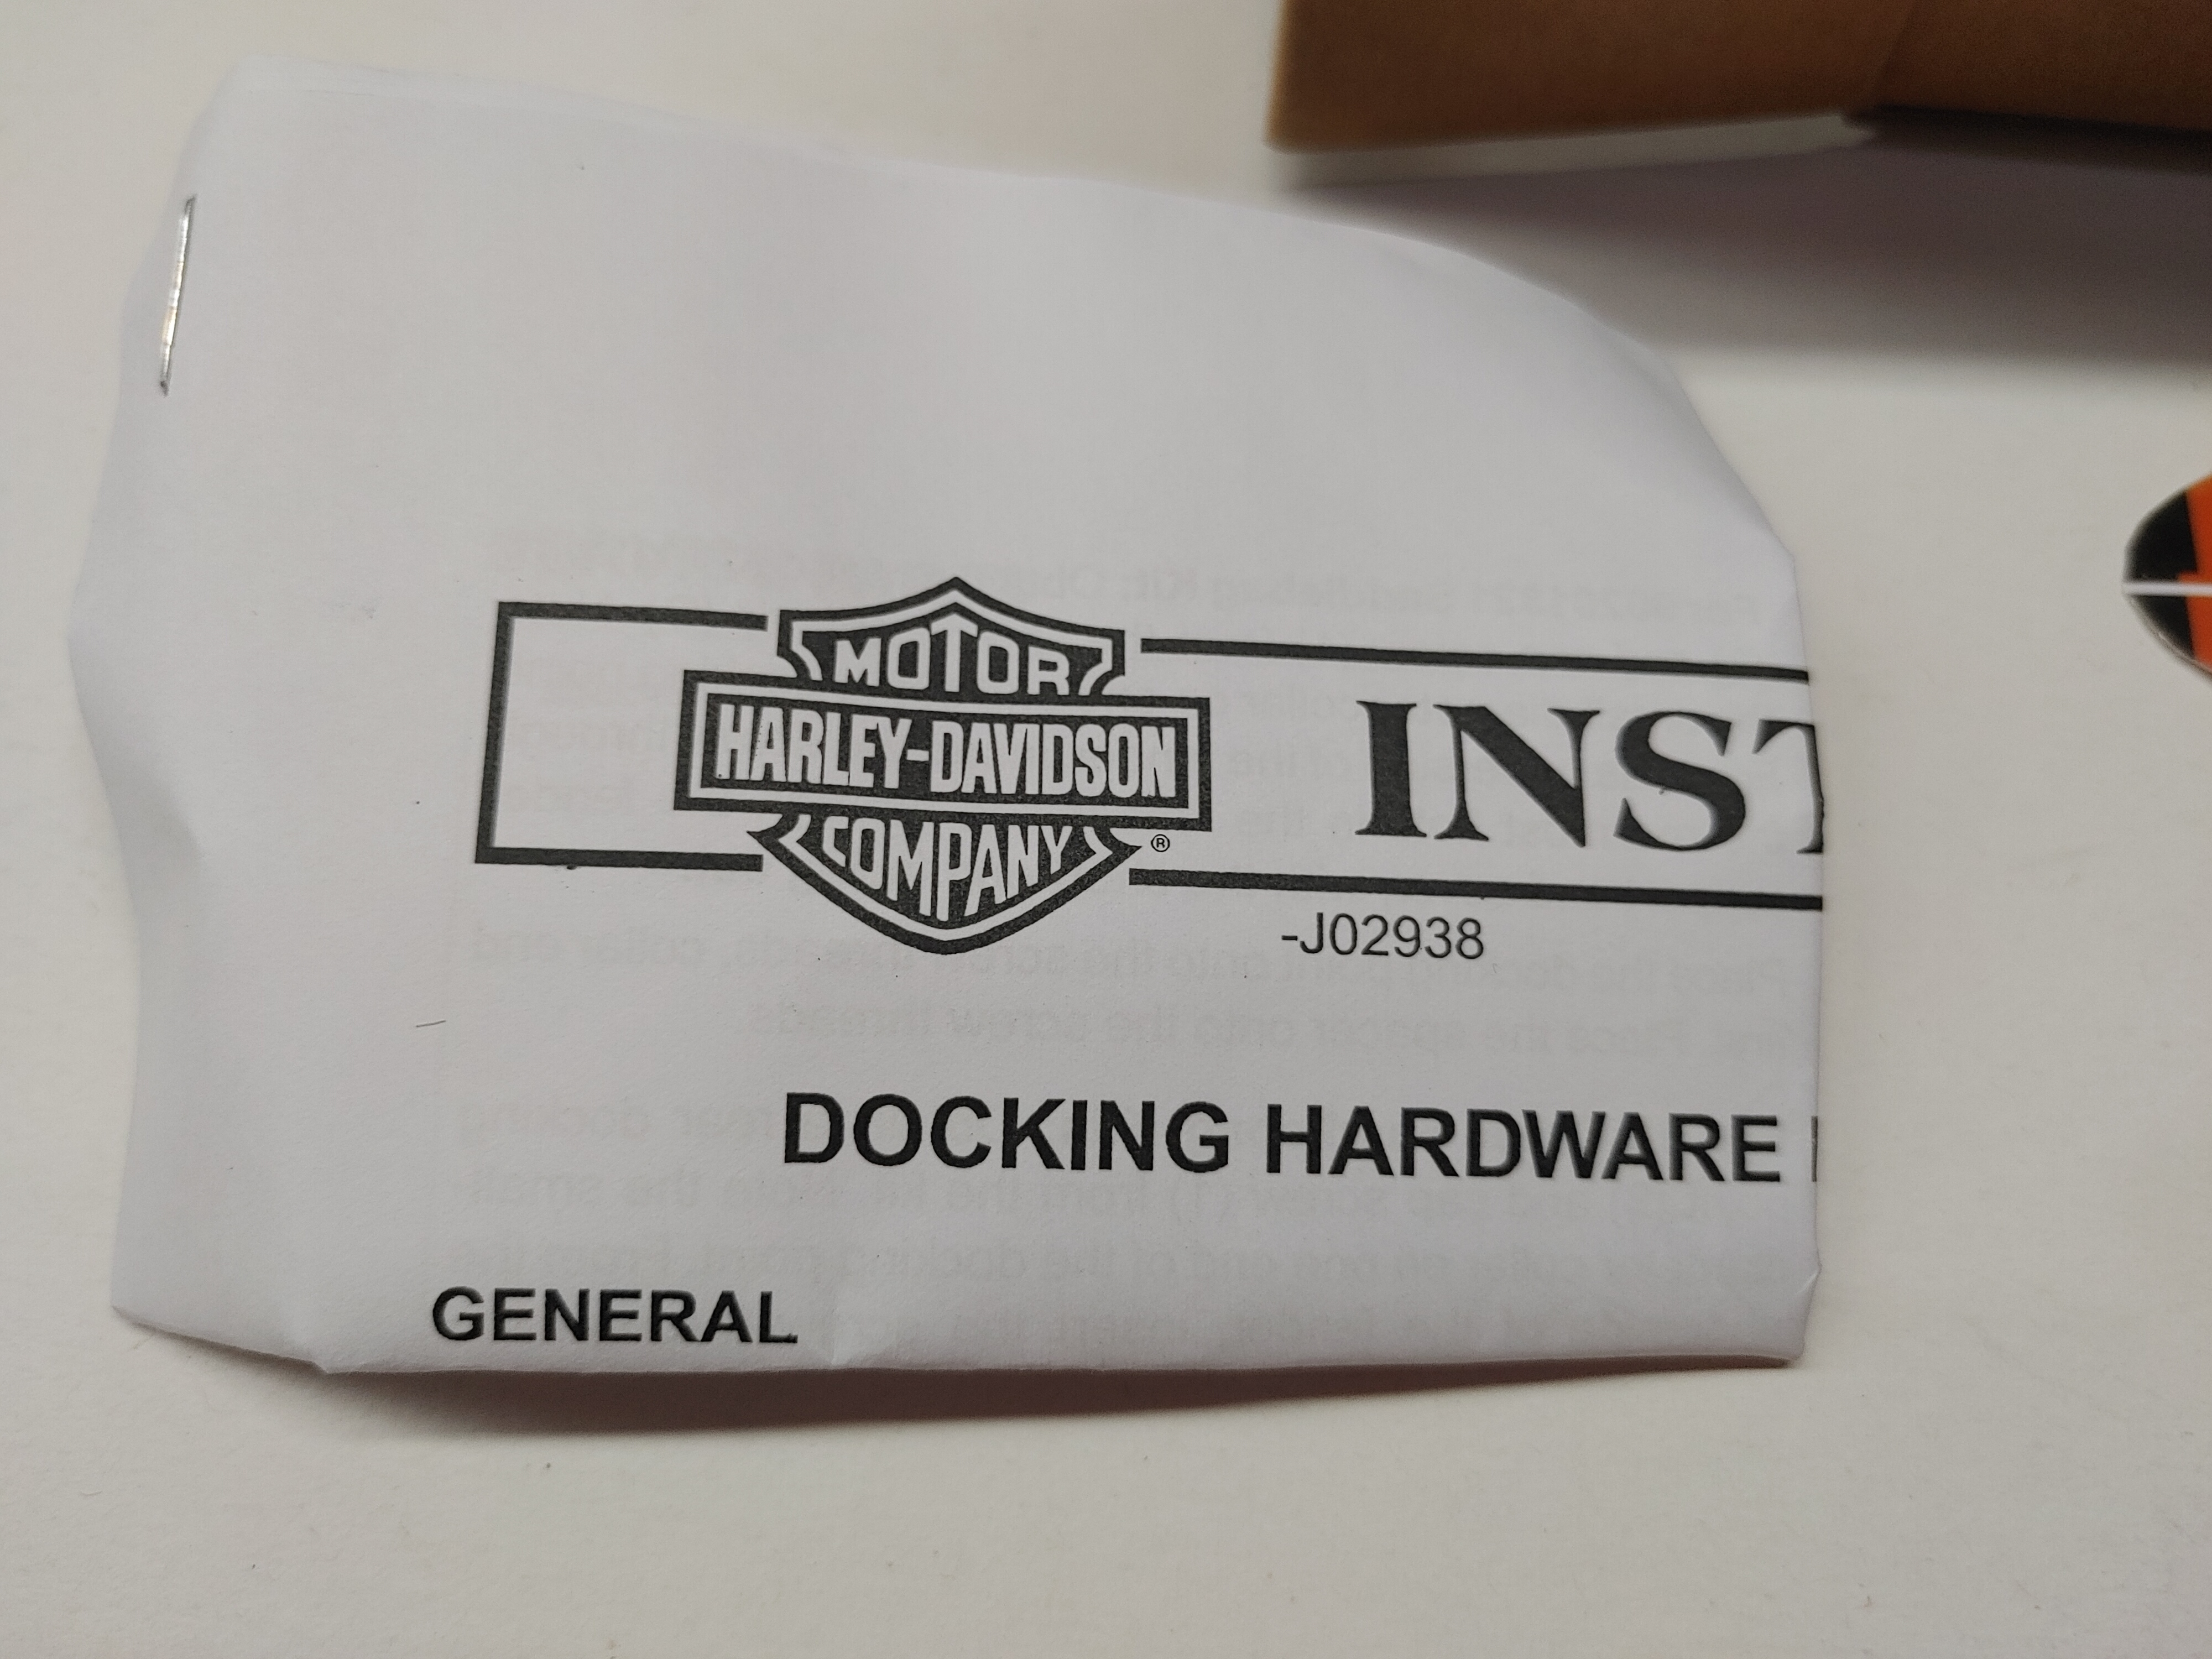 MOTOR
HARLEY-DAVIDSON
COMPANY
®
INST
-J02938
DOCKING HARDWARE
GENERAL